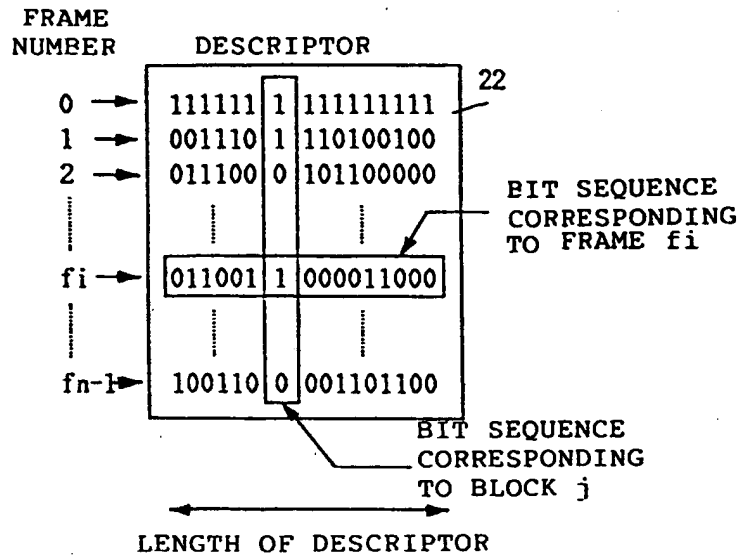 FRAME
NUMBER DESCRIPTOR
22
0 111111 1 111111111
1 001110 1 110100100
2 011100 0 101100000
BIT SEQUENCE
CORRESPONDING
TO FRAME fi
fi 011001 1 000011000
fn-1 100110 0 001101100
BIT SEQUENCE
CORRESPONDING
TO BLOCK j
LENGTH OF DESCRIPTOR